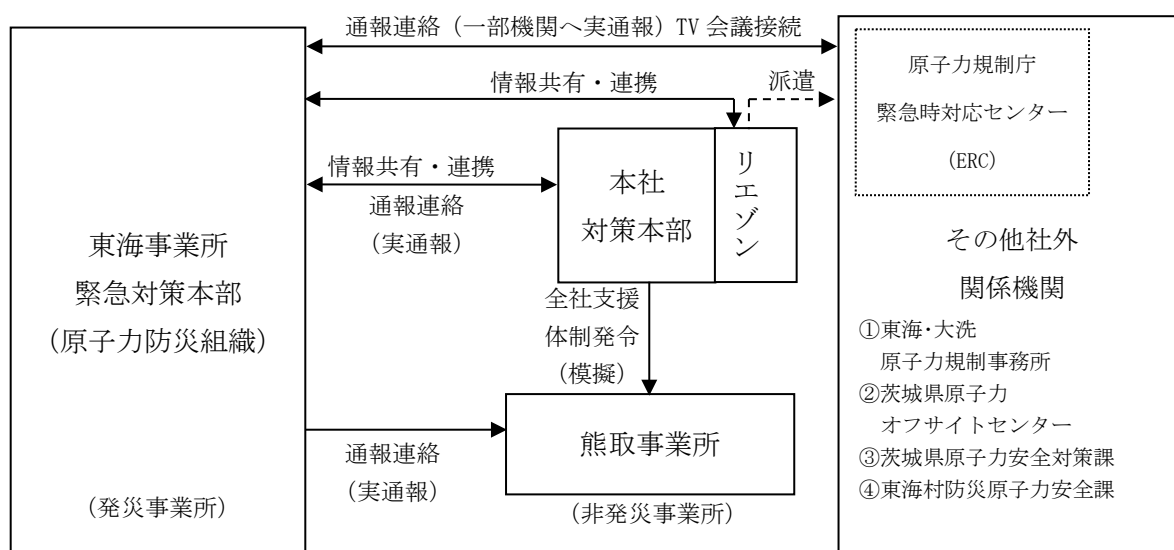 通報連絡（一部機関へ実通報）TV 会議接続
情報共有・連携
派遣
原子力規制庁
緊急時対応センター
(ERC)
リエゾン
本社
対策本部
情報共有・連携
通報連絡
（実通報）
東海事業所
緊急対策本部
（原子力防災組織）
（発災事業所）
全社支援
体制発令
（模擬）
熊取事業所
（非発災事業所）
通報連絡
（実通報）
その他社外
関係機関
①東海･大洗
原子力規制事務所
②茨城県原子力
オフサイトセンター
③茨城県原子力安全対策課
④東海村防災原子力安全課